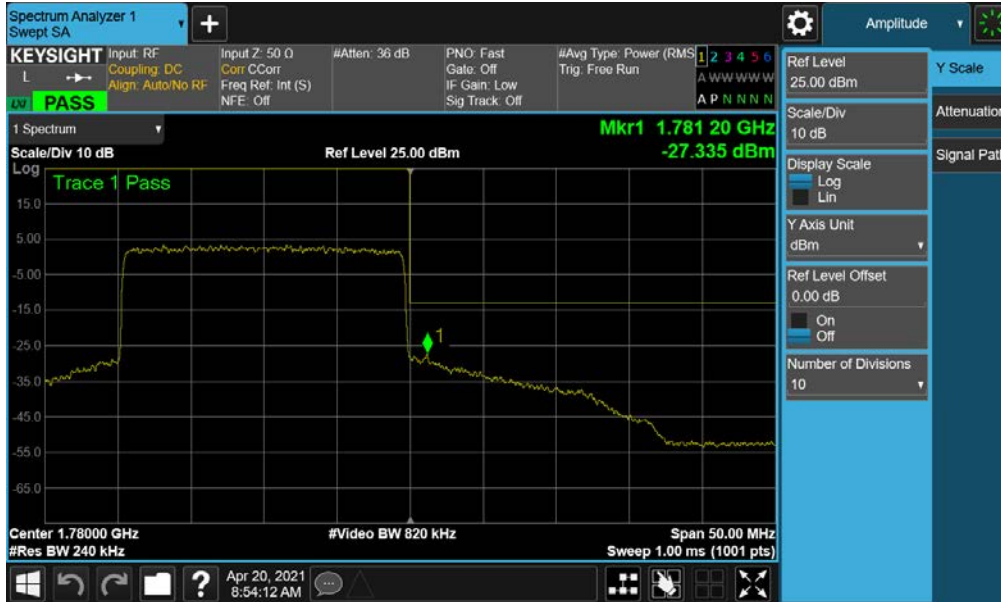 Spectrum Analyzer 1
Swept SA
+
Amplitude
KEYSIGHT
L
LXI
PASS
Input: RF
Coupling: DC
Align: Auto/No RF
Input Z: 50 Ω
Corr CCorr
Freq Ref: Int (S)
NFE: Off
#Atten: 36 dB
PNO: Fast
Gate: Off
IF Gain: Low
Sig Track: Off
#Avg Type: Power (RMS
Trig: Free Run
1 2 3 4 5 6
A W W W W W
A P N N N N
1 Spectrum
Scale/Div 10 dB
Ref Level 25.00 dBm
Mkr1 1.781 20 GHz
-27.335 dBm
Log
Trace 1 Pass
15.0
5.00
-5.00
-15.0
-25.0
-35.0
-45.0
-55.0
-65.0
1
Center 1.78000 GHz
#Res BW 240 kHz
#Video BW 820 kHz
Span 50.00 MHz
Sweep 1.00 ms (1001 pts)
Ref Level
25.00 dBm
Scale/Div
10 dB
Display Scale
Log
Lin
Y Axis Unit
dBm
Ref Level Offset
0.00 dB
On
Off
Number of Divisions
10
Y Scale
Attenuation
Signal Path
?
Apr 20, 2021
8:54:12 AM